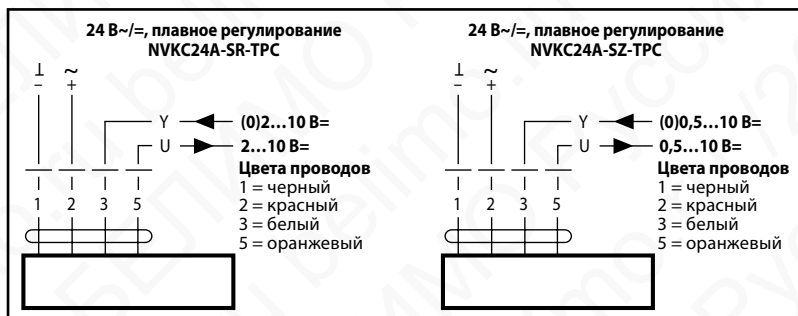 24 В~/=, плавное регулирование
NVKC24A-SR-TPC
⊥ ~
– +
Y (0)2...10 В=
U 2...10 В=
Цвета проводов
1 = черный
2 = красный
3 = белый
5 = оранжевый
1 2 3 5
24 В~/=, плавное регулирование
NVKC24A-SZ-TPC
⊥ ~
– +
Y (0)0,5...10 В=
U 0,5...10 В=
Цвета проводов
1 = черный
2 = красный
3 = белый
5 = оранжевый
1 2 3 5